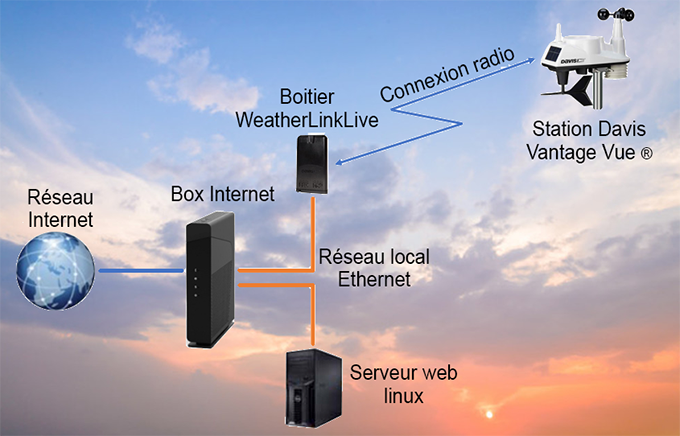 Connexion radio
DAVIS
Boitier
WeatherLinkLive
Station Davis
Vantage Vue ®
Réseau
Internet
Box Internet
Réseau local
Ethernet
Serveur web
linux